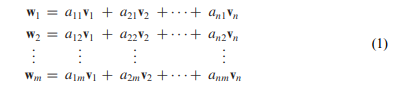 w₁ = a₁₁v₁ + a₂₁v₂ + ⋯ + aₙ₁vₙ
w₂ = a₁₂v₁ + a₂₂v₂ + ⋯ + aₙ₂vₙ
⋮ ⋮ ⋮ ⋮ (1)
wₘ = a₁ₘv₁ + a₂ₘv₂ + ⋯ + aₙₘvₙ